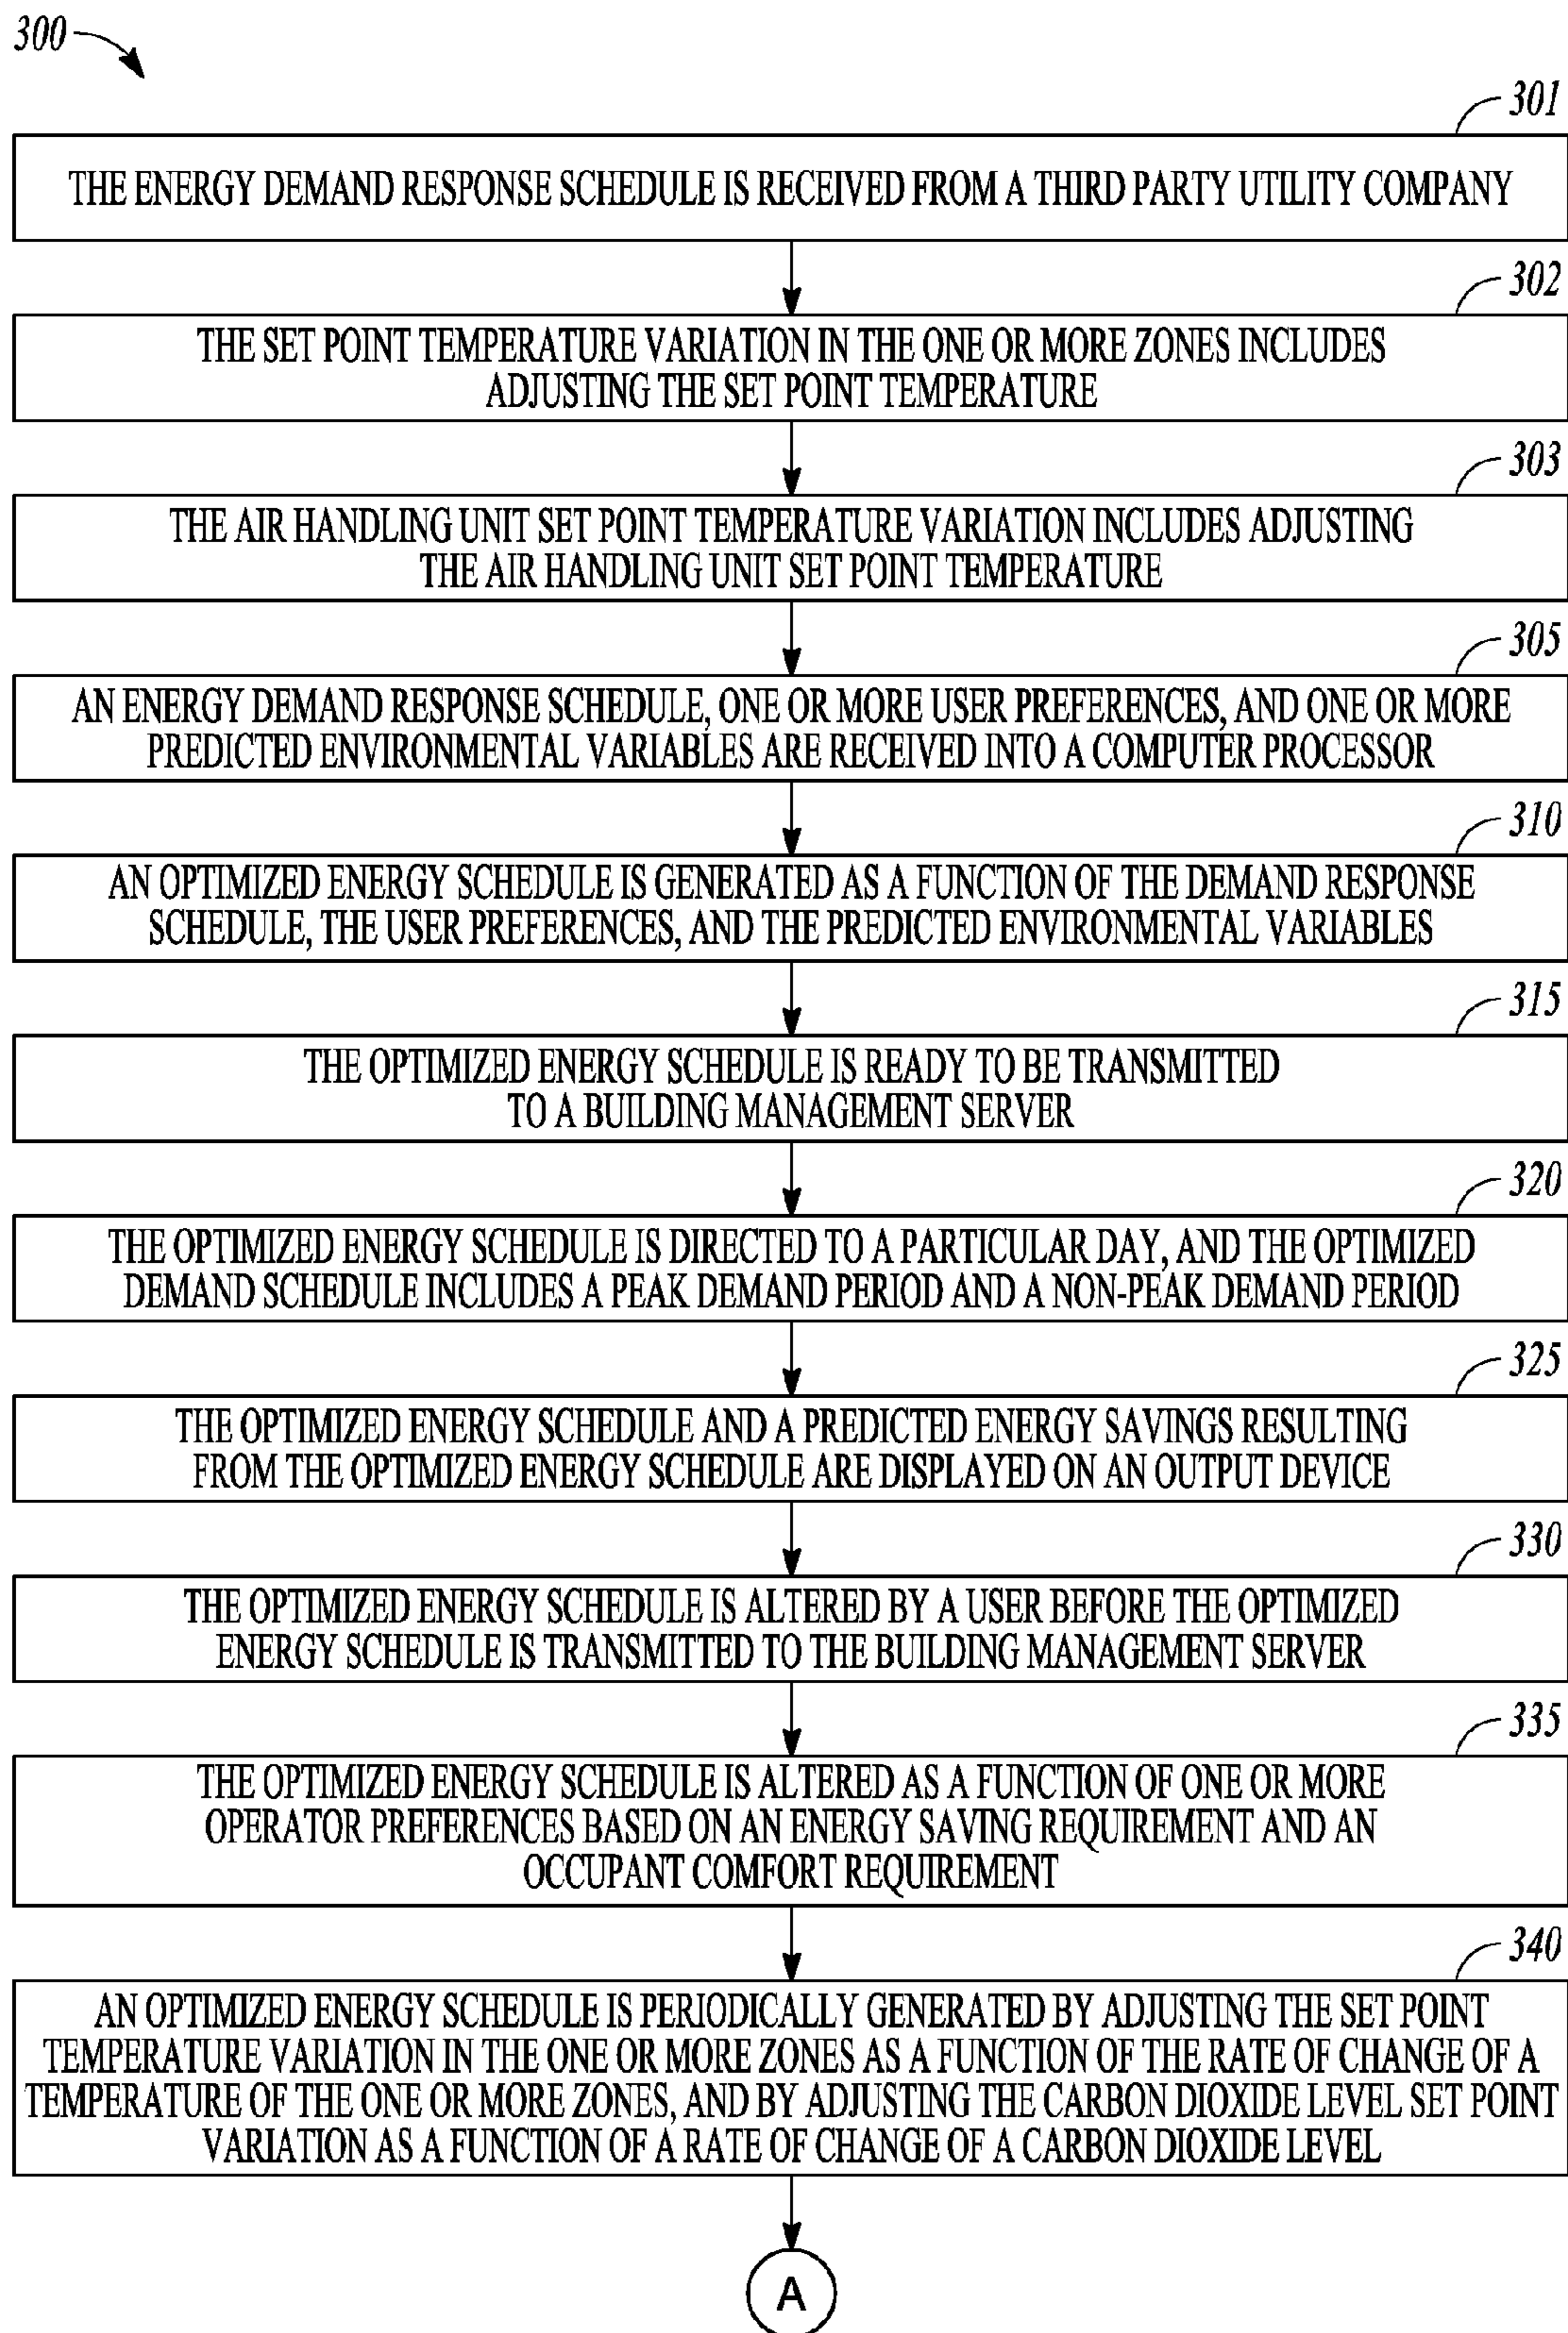 300
301
THE ENERGY DEMAND RESPONSE SCHEDULE IS RECEIVED FROM A THIRD PARTY UTILITY COMPANY
302
THE SET POINT TEMPERATURE VARIATION IN THE ONE OR MORE ZONES INCLUDES
ADJUSTING THE SET POINT TEMPERATURE
303
THE AIR HANDLING UNIT SET POINT TEMPERATURE VARIATION INCLUDES ADJUSTING
THE AIR HANDLING UNIT SET POINT TEMPERATURE
305
AN ENERGY DEMAND RESPONSE SCHEDULE, ONE OR MORE USER PREFERENCES, AND ONE OR MORE
PREDICTED ENVIRONMENTAL VARIABLES ARE RECEIVED INTO A COMPUTER PROCESSOR
310
AN OPTIMIZED ENERGY SCHEDULE IS GENERATED AS A FUNCTION OF THE DEMAND RESPONSE
SCHEDULE, THE USER PREFERENCES, AND THE PREDICTED ENVIRONMENTAL VARIABLES
315
THE OPTIMIZED ENERGY SCHEDULE IS READY TO BE TRANSMITTED
TO A BUILDING MANAGEMENT SERVER
320
THE OPTIMIZED ENERGY SCHEDULE IS DIRECTED TO A PARTICULAR DAY, AND THE OPTIMIZED
DEMAND SCHEDULE INCLUDES A PEAK DEMAND PERIOD AND A NON-PEAK DEMAND PERIOD
325
THE OPTIMIZED ENERGY SCHEDULE AND A PREDICTED ENERGY SAVINGS RESULTING
FROM THE OPTIMIZED ENERGY SCHEDULE ARE DISPLAYED ON AN OUTPUT DEVICE
330
THE OPTIMIZED ENERGY SCHEDULE IS ALTERED BY A USER BEFORE THE OPTIMIZED
ENERGY SCHEDULE IS TRANSMITTED TO THE BUILDING MANAGEMENT SERVER
335
THE OPTIMIZED ENERGY SCHEDULE IS ALTERED AS A FUNCTION OF ONE OR MORE
OPERATOR PREFERENCES BASED ON AN ENERGY SAVING REQUIREMENT AND AN
OCCUPANT COMFORT REQUIREMENT
340
AN OPTIMIZED ENERGY SCHEDULE IS PERIODICALLY GENERATED BY ADJUSTING THE SET POINT
TEMPERATURE VARIATION IN THE ONE OR MORE ZONES AS A FUNCTION OF THE RATE OF CHANGE OF A
TEMPERATURE OF THE ONE OR MORE ZONES, AND BY ADJUSTING THE CARBON DIOXIDE LEVEL SET POINT
VARIATION AS A FUNCTION OF A RATE OF CHANGE OF A CARBON DIOXIDE LEVEL
A